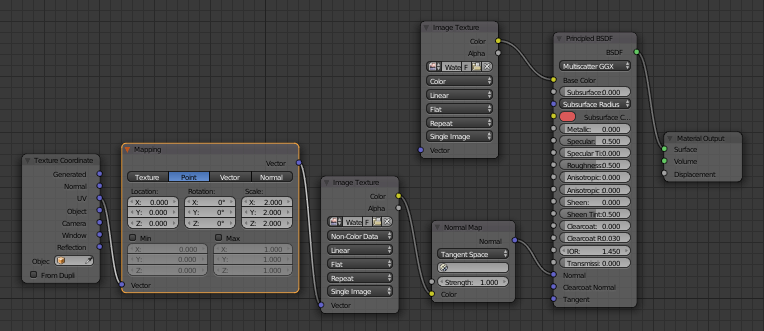 Texture Coordinate
Generated
Normal
UV
Object
Camera
Window
Reflection
Objec
From Dupli
Mapping
Vector
Texture Point Vector Normal
Location: Rotation: Scale:
X: 0.000 X: 0° X: 2.000
Y: 0.000 Y: 0° Y: 2.000
Z: 0.000 Z: 0° Z: 2.000
Min Max
X: 0.000 X: 1.000
Y: 0.000 Y: 1.000
Z: 0.000 Z: 1.000
Vector
Image Texture
Color
Alpha
Wate F
Non-Color Data
Linear
Flat
Repeat
Single Image
Vector
Image Texture
Color
Alpha
Wate F
Color
Linear
Flat
Repeat
Single Image
Vector
Normal Map
Normal
Tangent Space
Strength: 1.000
Color
Principled BSDF
BSDF
Multiscatter GGX
Base Color
Subsurface: 0.000
Subsurface Radius
Subsurface C...
Metallic: 0.000
Specular: 0.500
Specular Ti: 0.000
Roughness: 0.500
Anisotropic: 0.000
Anisotropic 0.000
Sheen: 0.000
Sheen Tint: 0.500
Clearcoat: 0.000
Clearcoat R: 0.030
IOR: 1.450
Transmiss: 0.000
Normal
Clearcoat Normal
Tangent
Material Output
Surface
Volume
Displacement